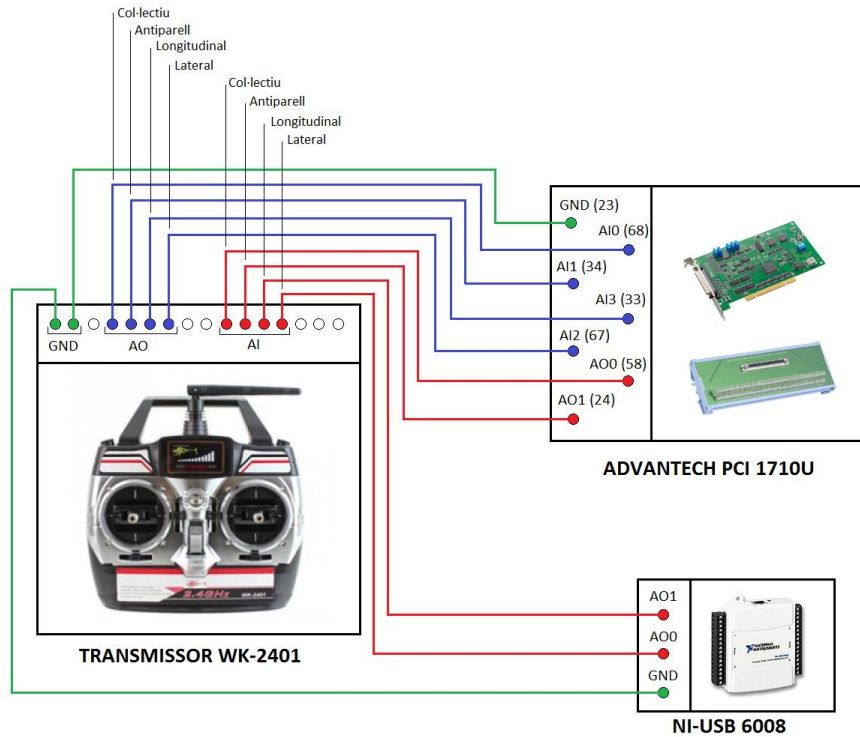 Col·lectiu
Antiparell
Longitudinal
Lateral
Col·lectiu
Antiparell
Longitudinal
Lateral
GND (23)
AI0 (68)
AI1 (34)
AI3 (33)
AI2 (67)
AO0 (58)
AO1 (24)
GND
AO
AI
ADVANTECH PCI 1710U
2.4GHz
WK-2401
TRANSMISSOR WK-2401
AO1
AO0
GND
NATIONAL
INSTRUMENTS
NI-USB 6008